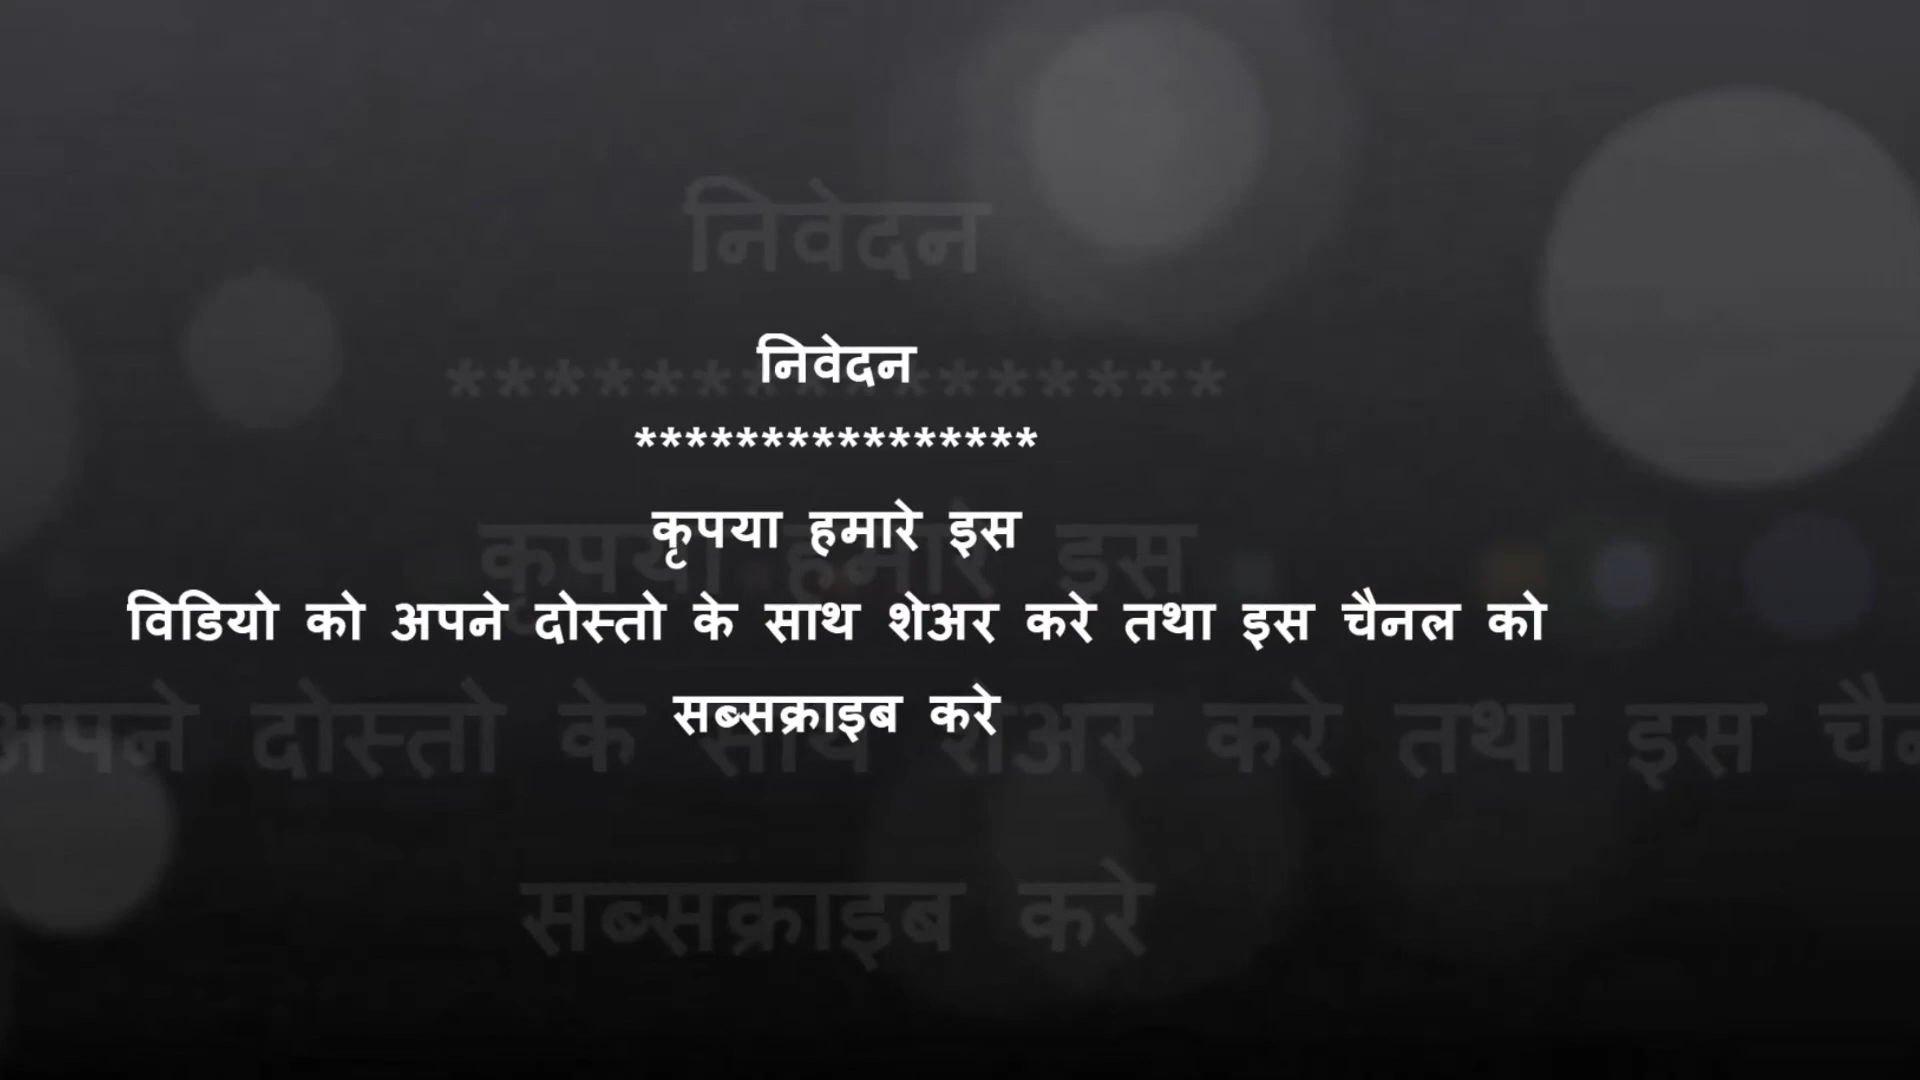 निवेदन
****************
कृपया हमारे इस
विडियो को अपने दोस्तो के साथ शेअर करे तथा इस चैनल को
सब्सक्राइब करे